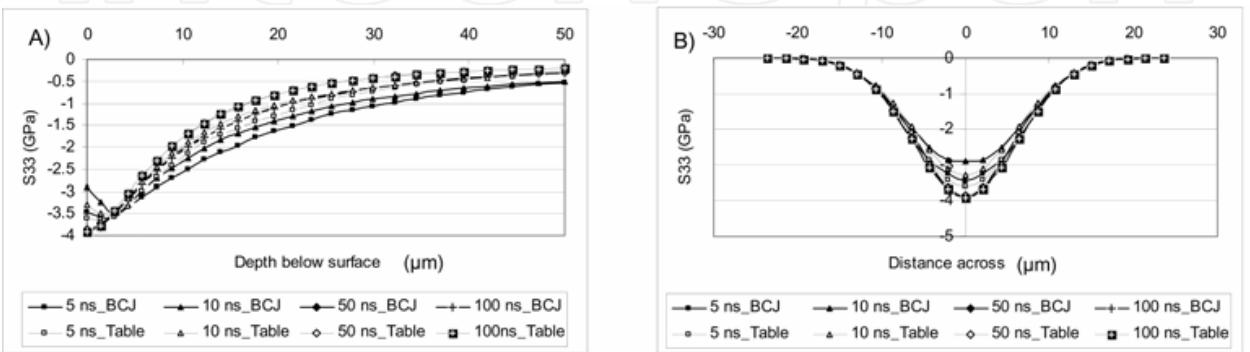 A)
0 10 20 30 40 50
0
-0.5
-1
-1.5
-2
-2.5
-3
-3.5
-4
S33 (GPa)
Depth below surface (µm)
5 ns_BCJ 10 ns_BCJ 50 ns_BCJ 100 ns_BCJ
5 ns_Table 10 ns_Table 50 ns_Table 100ns_Table
B)
-30 -20 -10 0 10 20 30
0
-1
-2
-3
-4
-5
S33 (GPa)
Distance across (µm)
5 ns_BCJ 10 ns_BCJ 50 ns_BCJ 100 ns_BCJ
5 ns_Table 10 ns_Table 50 ns_Table 100 ns_Table